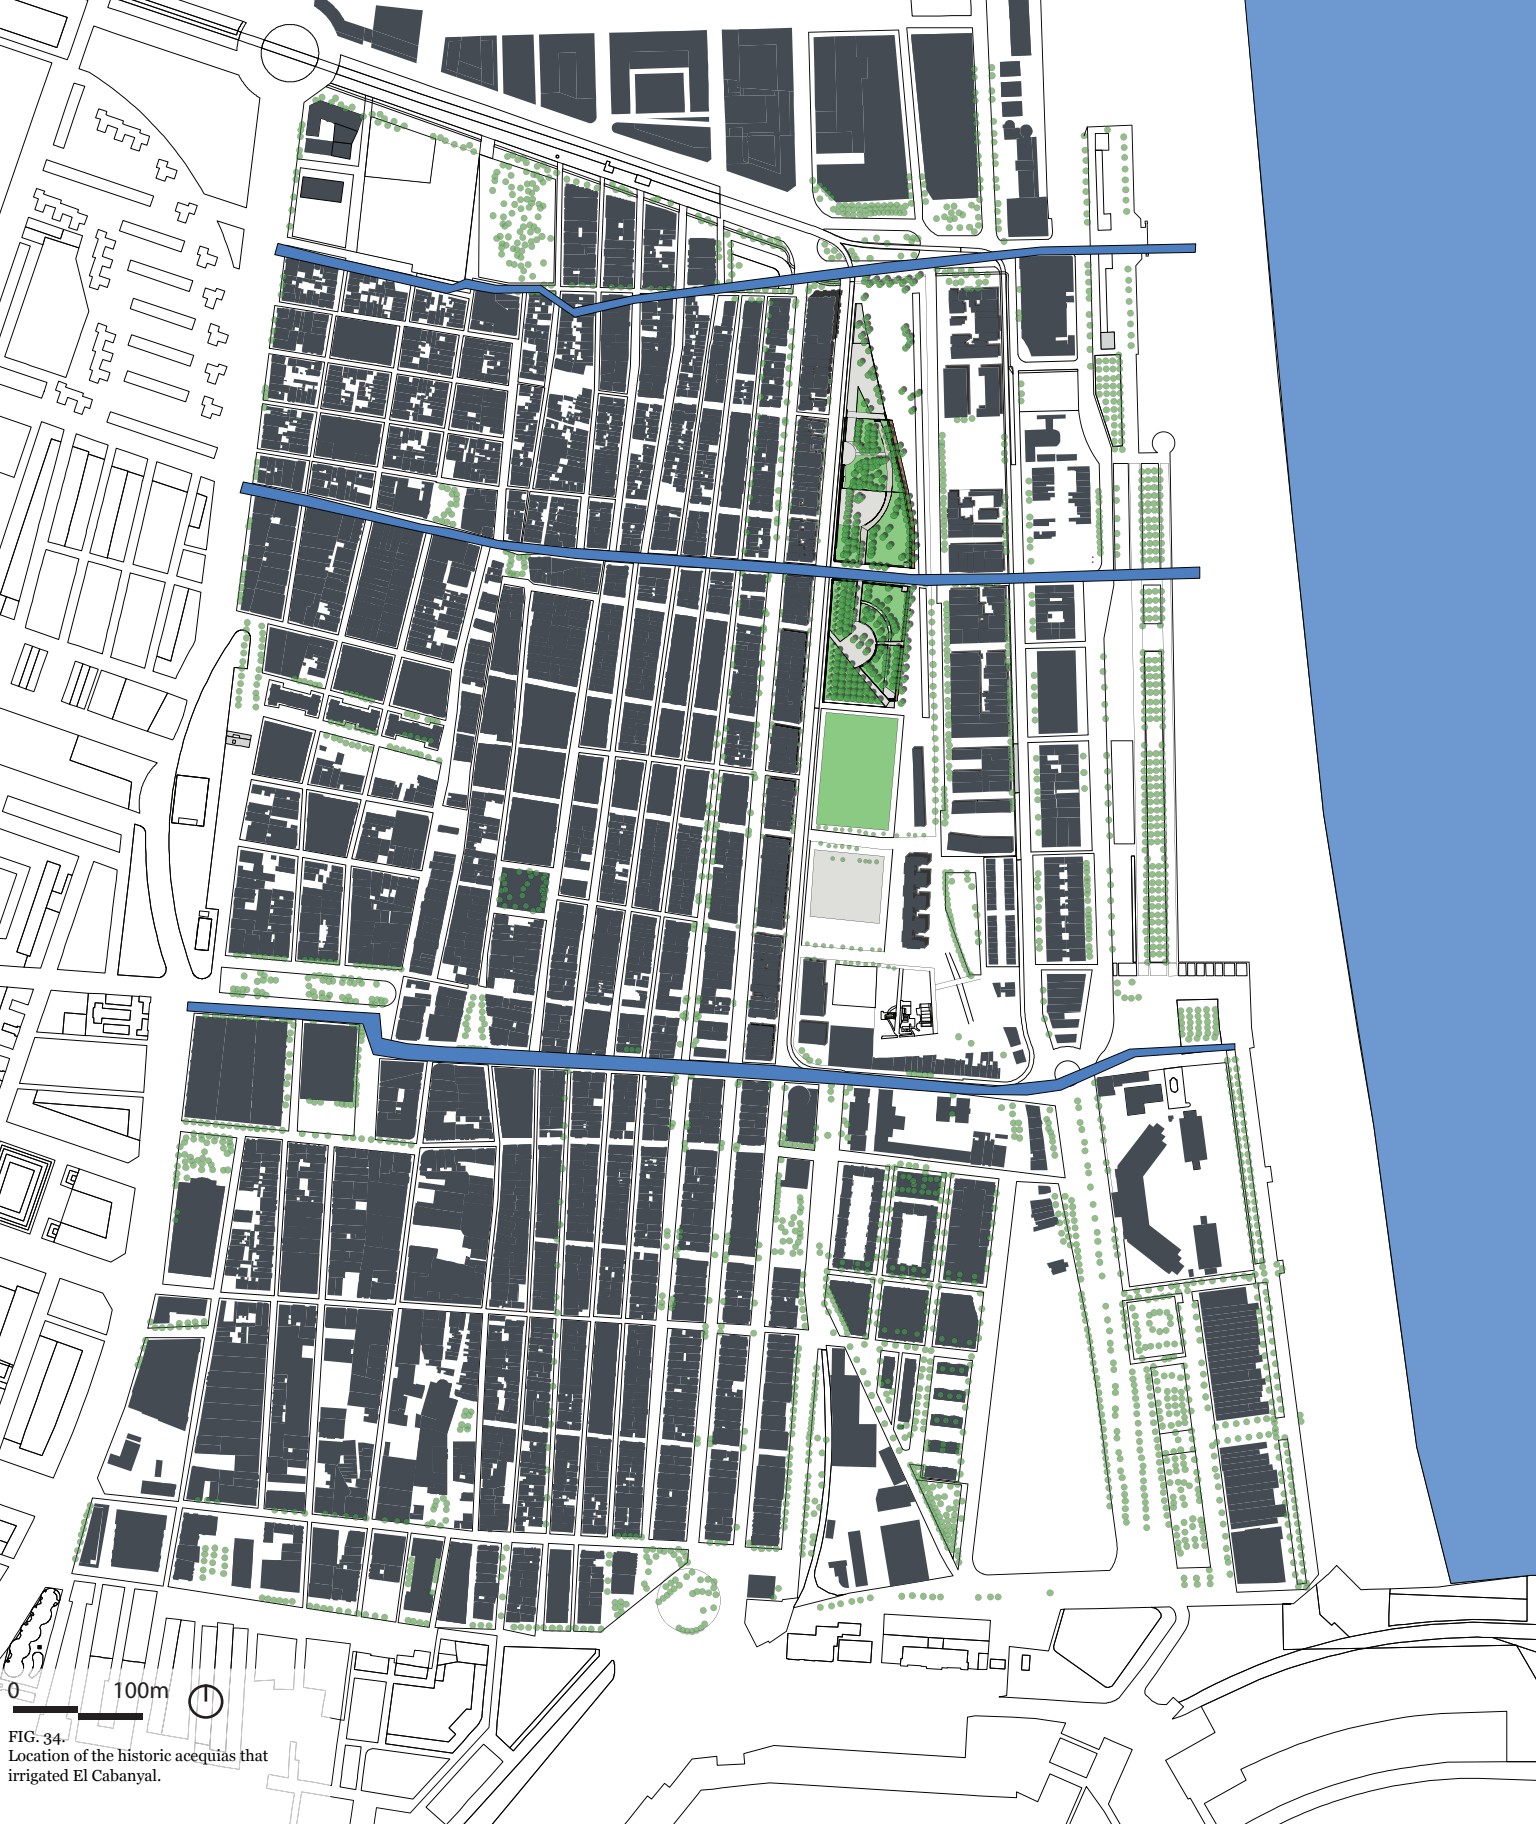 0 100m
FIG. 34.
Location of the historic acequias that
irrigated El Cabanyal.